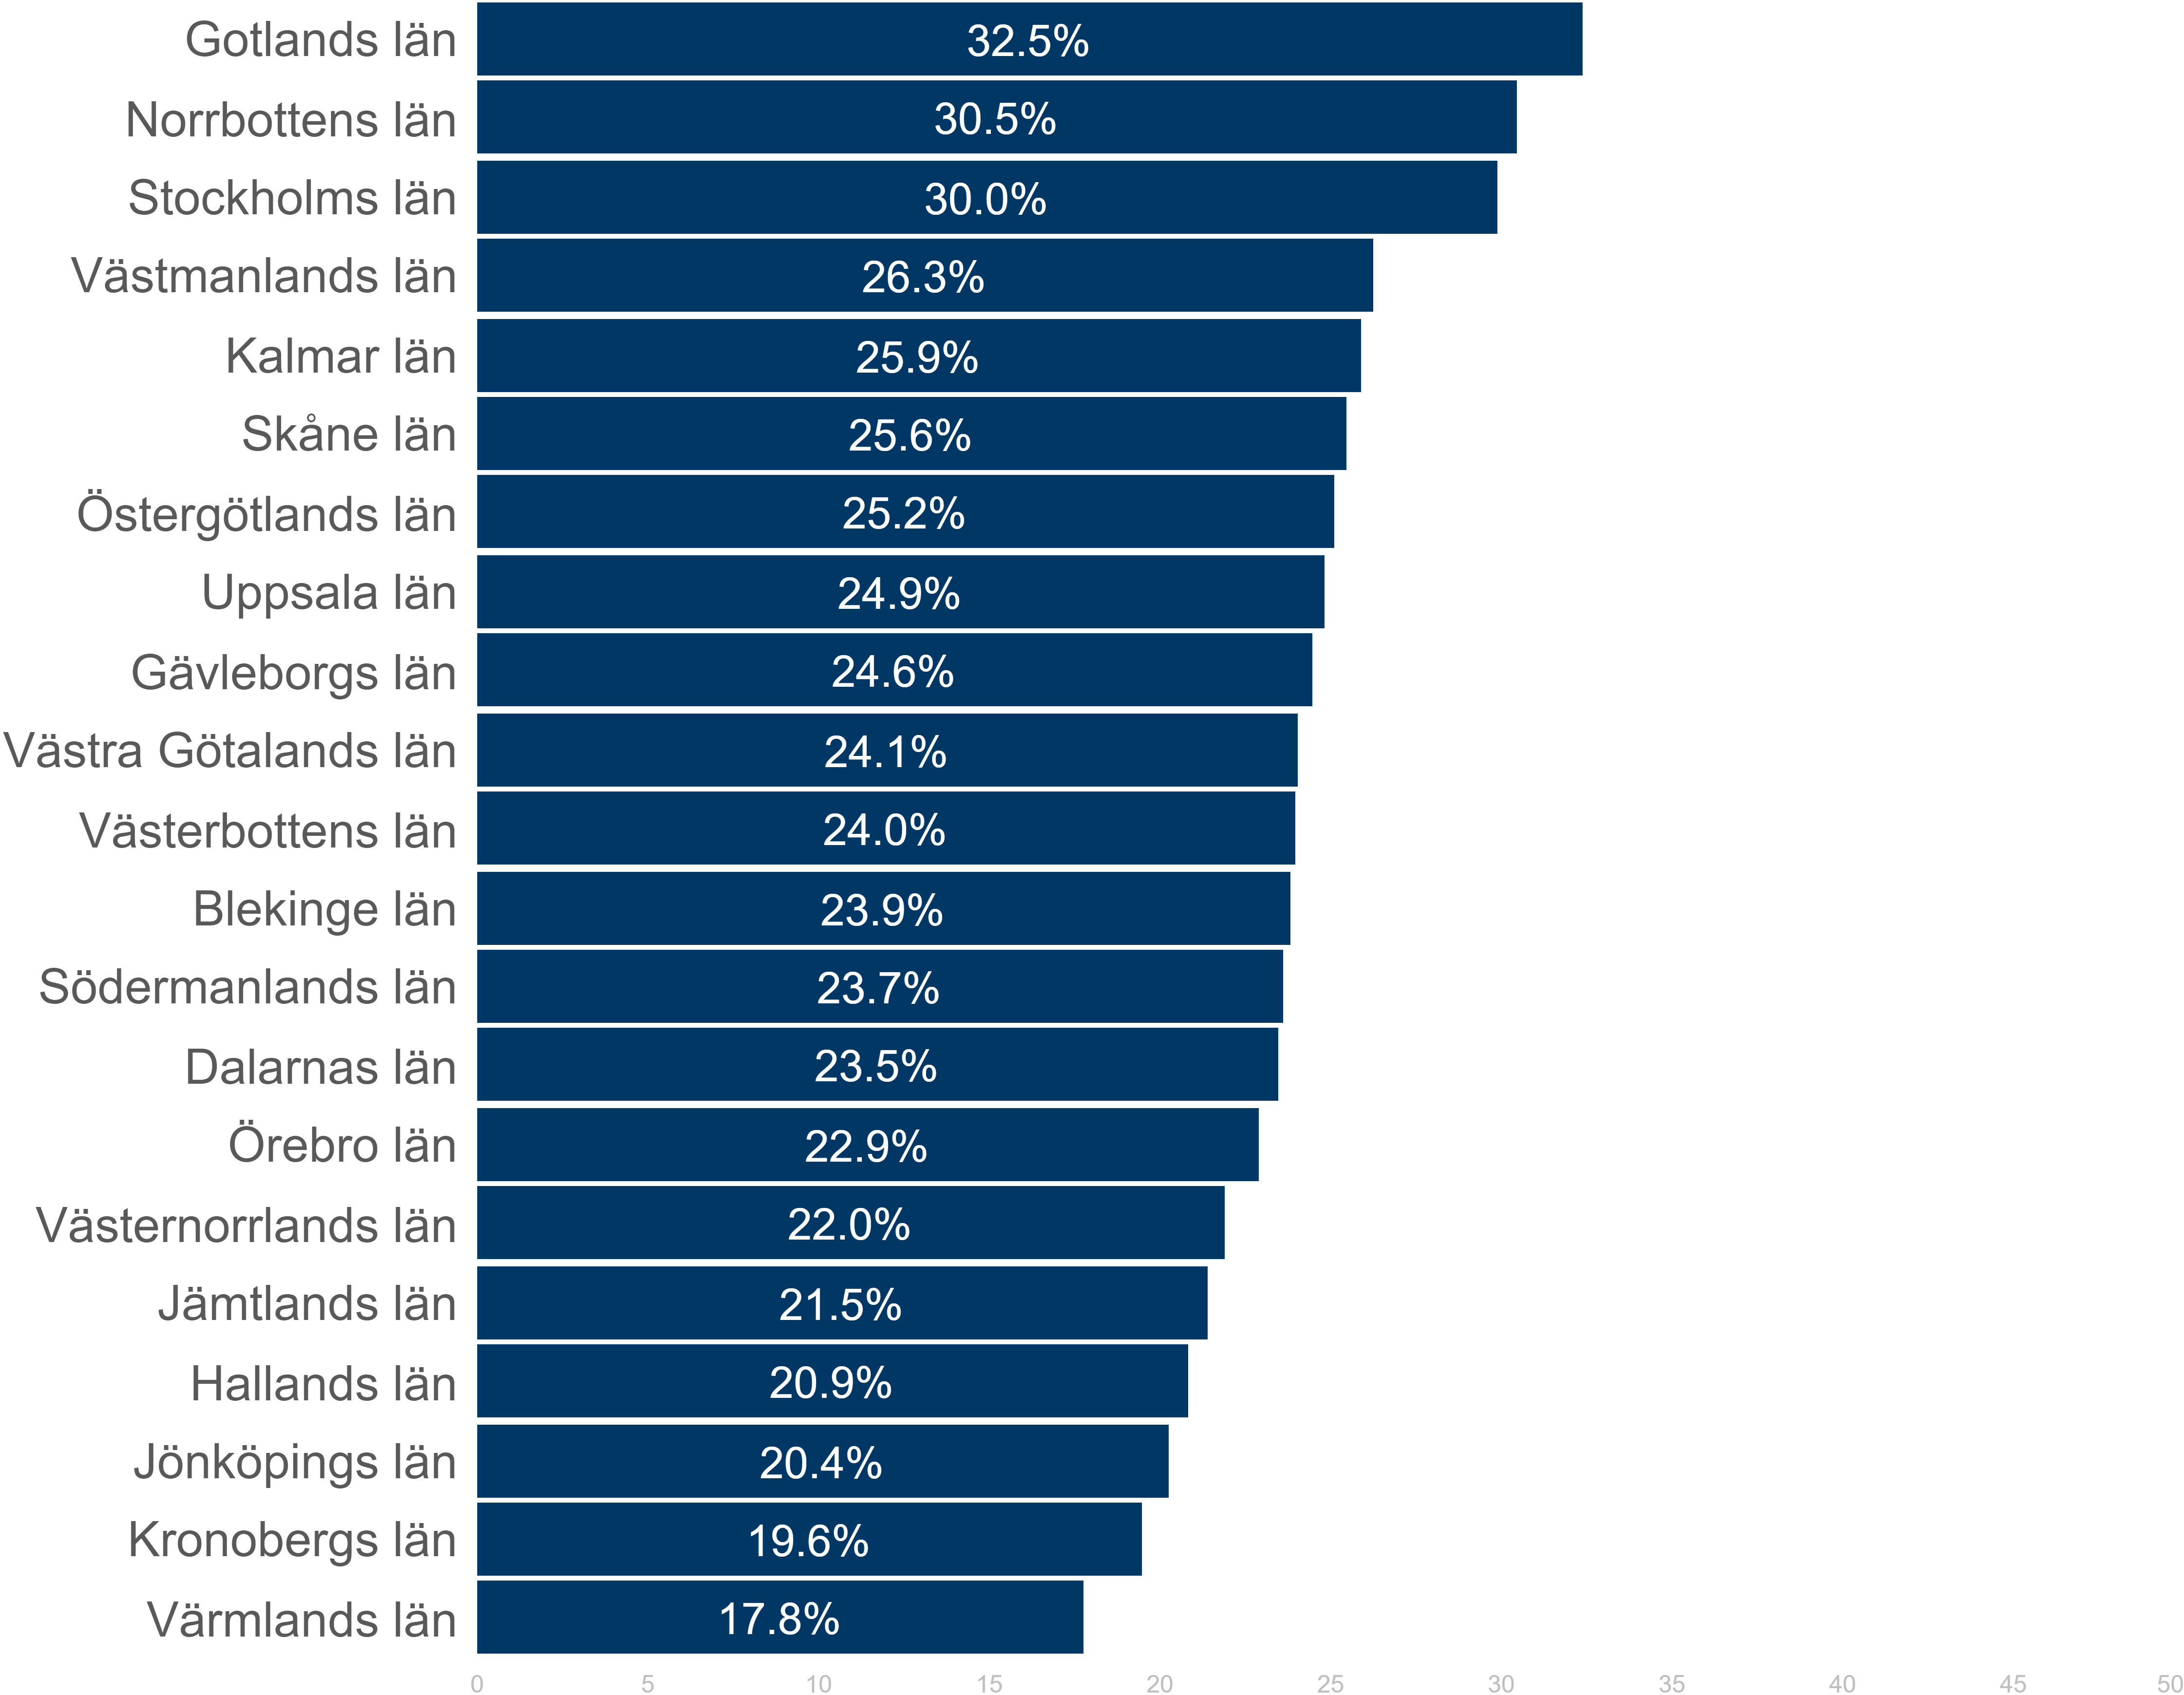 Gotlands län 32.5%
Norrbottens län 30.5%
Stockholms län 30.0%
Västmanlands län 26.3%
Kalmar län 25.9%
Skåne län 25.6%
Östergötlands län 25.2%
Uppsala län 24.9%
Gävleborgs län 24.6%
Västra Götalands län 24.1%
Västerbottens län 24.0%
Blekinge län 23.9%
Södermanlands län 23.7%
Dalarnas län 23.5%
Örebro län 22.9%
Västernorrlands län 22.0%
Jämtlands län 21.5%
Hallands län 20.9%
Jönköpings län 20.4%
Kronobergs län 19.6%
Värmlands län 17.8%
0 5 10 15 20 25 30 35 40 45 50